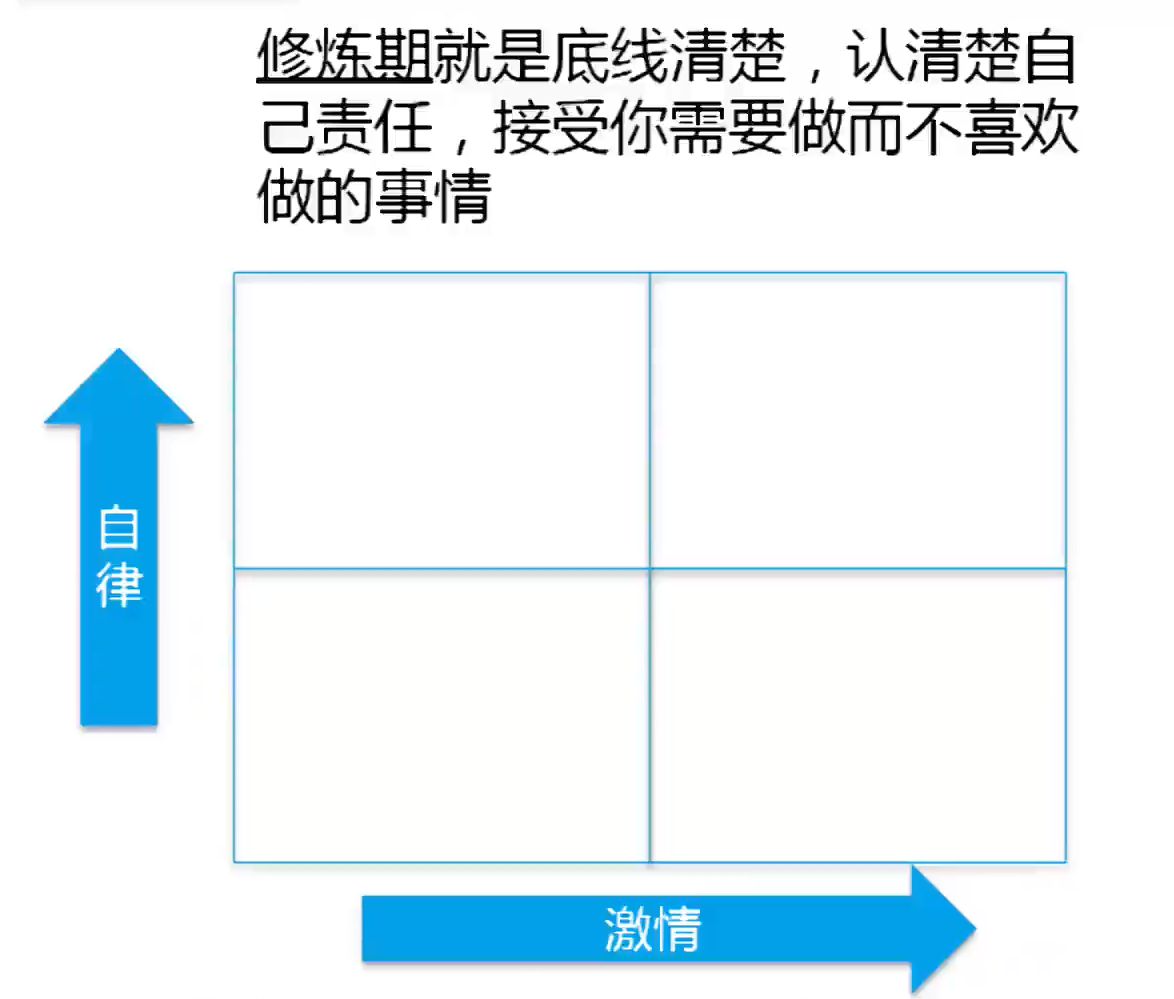 修炼期就是底线清楚，认清楚自
己责任，接受你需要做而不喜欢
做的事情
自
律
激情